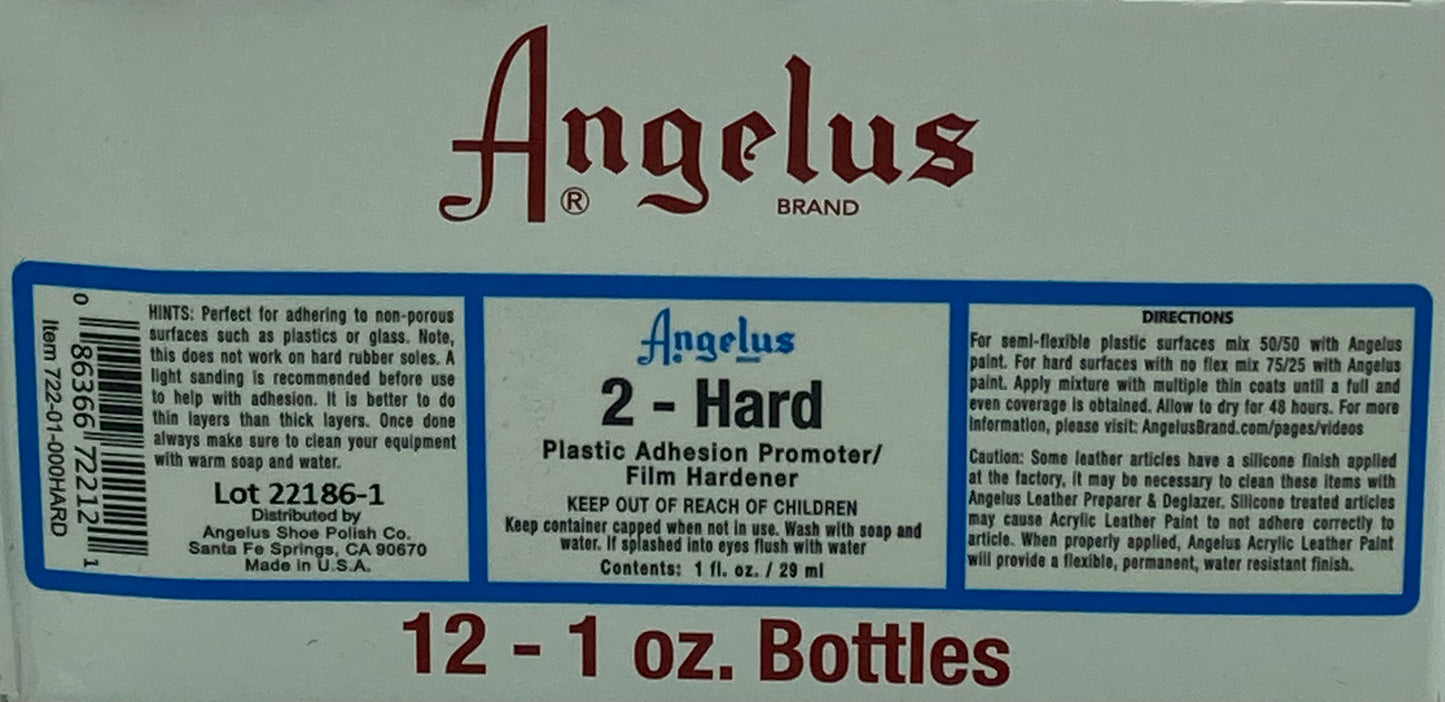 Angelus
®
BRAND
0 86366 72212 1
Item 722-01-000HARD
HINTS: Perfect for adhering to non-porous
surfaces such as plastics or glass. Note,
this does not work on hard rubber soles. A
light sanding is recommended before use
to help with adhesion. It is better to do
thin layers than thick layers. Once done
always make sure to clean your equipment
with warm soap and water.
Lot 22186-1
Distributed by
Angelus Shoe Polish Co.
Santa Fe Springs, CA 90670
Made in U.S.A.
Angelus
2 - Hard
Plastic Adhesion Promoter/
Film Hardener
KEEP OUT OF REACH OF CHILDREN
Keep container capped when not in use. Wash with soap and
water. If splashed into eyes flush with water
Contents: 1 fl. oz. / 29 ml
DIRECTIONS
For semi-flexible plastic surfaces mix 50/50 with Angelus
paint. For hard surfaces with no flex mix 75/25 with Angelus
paint. Apply mixture with multiple thin coats until a full and
even coverage is obtained. Allow to dry for 48 hours. For more
information, please visit: AngelusBrand.com/pages/videos
Caution: Some leather articles have a silicone finish applied
at the factory, it may be necessary to clean these items with
Angelus Leather Preparer & Deglazer. Silicone treated articles
may cause Acrylic Leather Paint to not adhere correctly to
article. When properly applied, Angelus Acrylic Leather Paint
will provide a flexible, permanent, water resistant finish.
12 - 1 oz. Bottles